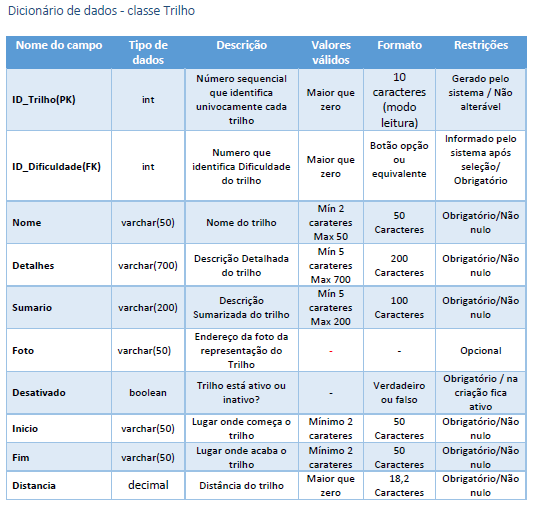 Dicionário de dados - classe Trilho
Nome do campo
Tipo de
dados
Descrição
Valores
válidos
Formato
Restrições
ID_Trilho(PK)
int
Número sequencial
que identifica
univocamente cada
trilho
Maior que
zero
10
caracteres
(modo
leitura)
Gerado pelo
sistema / Não
alterável
ID_Dificuldade(FK)
int
Numero que
identifica Dificuldade
do trilho
Maior que
zero
Botão opção
ou
equivalente
Informado pelo
sistema após
seleção/
Obrigatório
Nome
varchar(50)
Nome do trilho
Mín 2
carateres
Max 50
50
Caracteres
Obrigatório/Não
nulo
Detalhes
varchar(700)
Descrição Detalhada
do trilho
Mín 5
carateres
Max 700
200
Caracteres
Obrigatório/Não
nulo
Sumario
varchar(200)
Descrição
Sumarizada do trilho
Mín 5
carateres
Max 200
100
Caracteres
Obrigatório/Não
nulo
Foto
varchar(50)
Endereço da foto da
representação do
Trilho
-
-
Opcional
Desativado
boolean
Trilho está ativo ou
inativo?
-
Verdadeiro
ou falso
Obrigatório / na
criação fica
ativo
Inicio
varchar(50)
Lugar onde começa o
trilho
Mínimo 2
carateres
50
Caracteres
Obrigatório/Não
nulo
Fim
varchar(50)
Lugar onde acaba o
trilho
Mínimo 2
carateres
50
Caracteres
Obrigatório/Não
nulo
Distancia
decimal
Distância do trilho
Maior que
zero
18,2
Caracteres
Obrigatório/Não
nulo